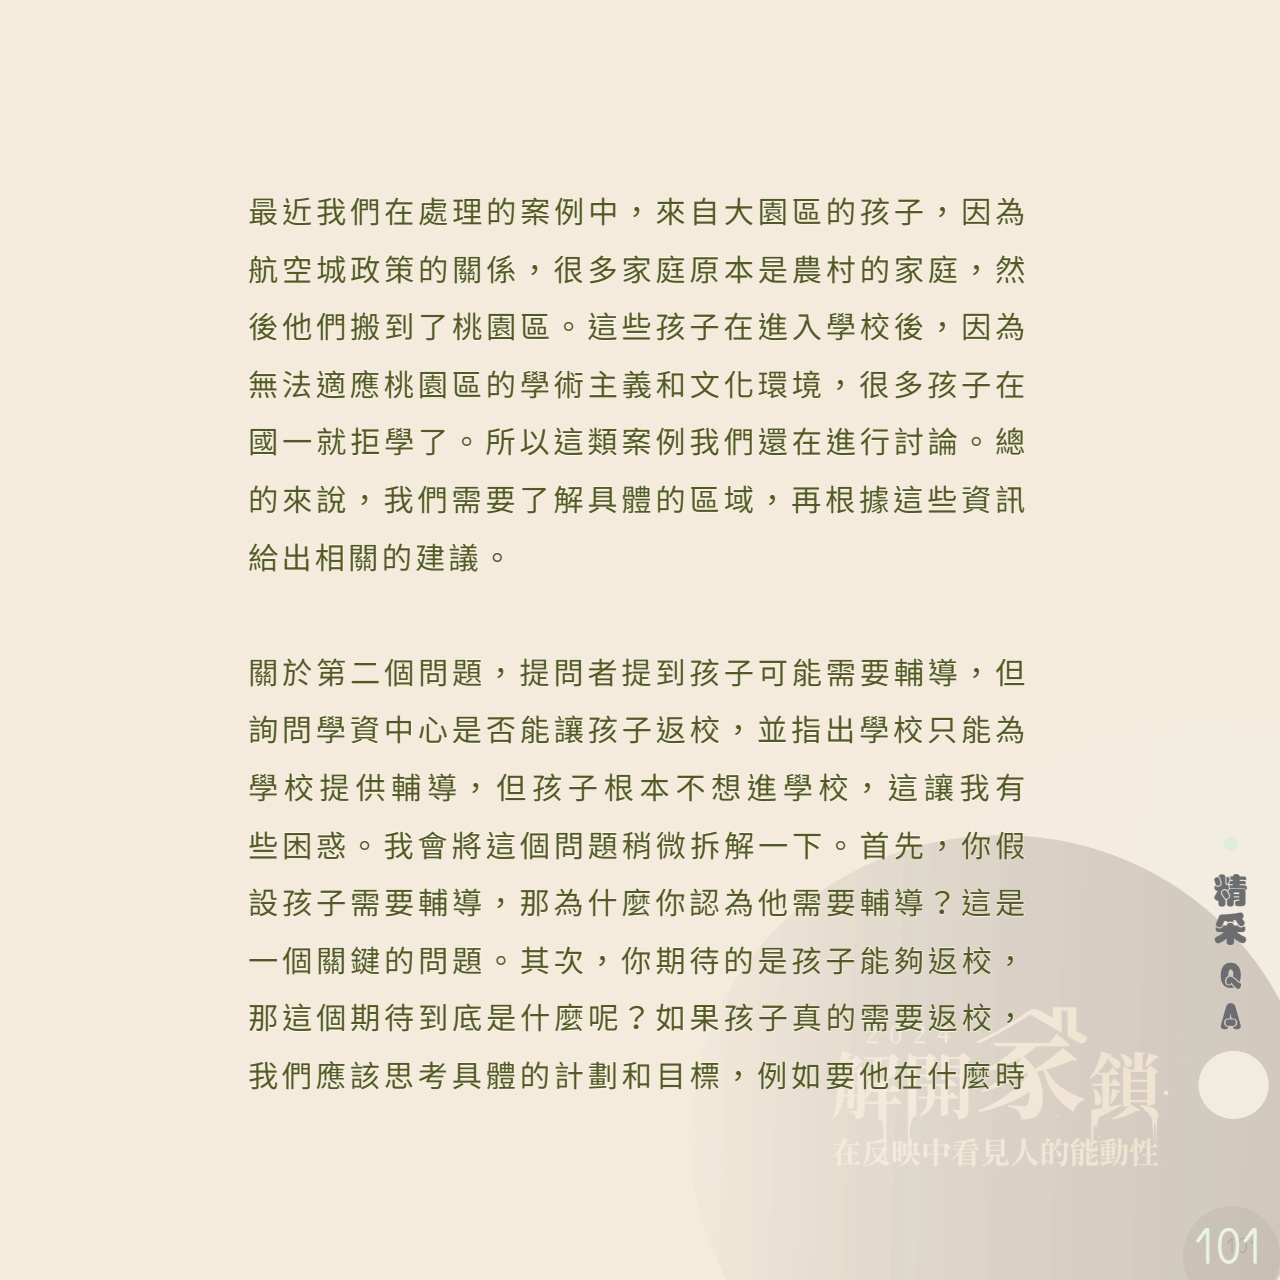 最近我們在處理的案例中，來自大園區的孩子，因為
航空城政策的關係，很多家庭原本是農村的家庭，然
後他們搬到了桃園區。這些孩子在進入學校後，因為
無法適應桃園區的學術主義和文化環境，很多孩子在
國一就拒學了。所以這類案例我們還在進行討論。總
的來說，我們需要了解具體的區域，再根據這些資訊
給出相關的建議。
關於第二個問題，提問者提到孩子可能需要輔導，但
詢問學資中心是否能讓孩子返校，並指出學校只能為
學校提供輔導，但孩子根本不想進學校，這讓我有
些困惑。我會將這個問題稍微拆解一下。首先，你假
設孩子需要輔導，那為什麼你認為他需要輔導？這是
一個關鍵的問題。其次，你期待的是孩子能夠返校，
那這個期待到底是什麼呢？如果孩子真的需要返校，
我們應該思考具體的計劃和目標，例如要他在什麼時
2024
解開家鎖
在反映中看見人的能動性
精采QA
101